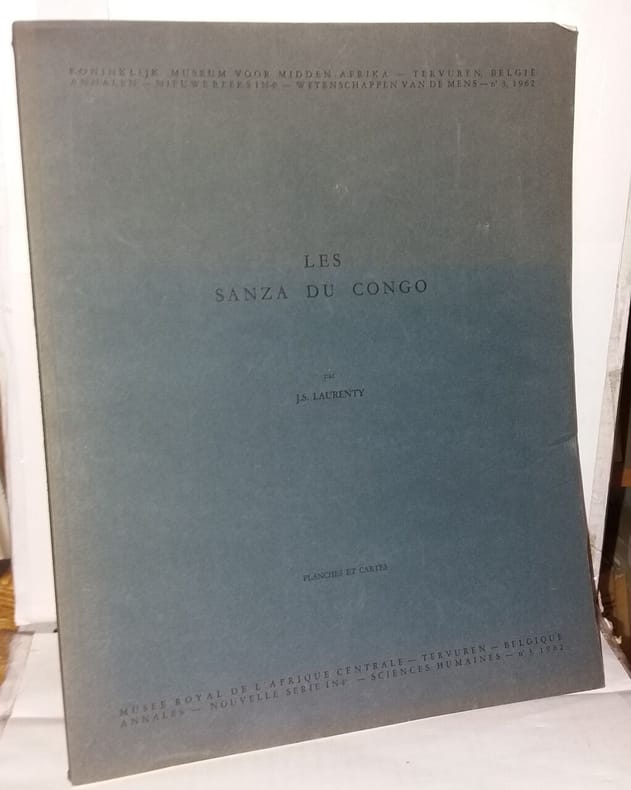 KONINKLIJK MUSEUM VOOR MIDDEN-AFRIKA — TERVUREN, BELGIË
ANNALEN — NIEUWE REEKS IN-4° — WETENSCHAPPEN VAN DE MENS — n° 3, 1962
LES
SANZA DU CONGO
par
J.S. LAURENTY
PLANCHES ET CARTES
MUSÉE ROYAL DE L'AFRIQUE CENTRALE — TERVUREN — BELGIQUE
ANNALES — NOUVELLE SÉRIE IN-4° — SCIENCES HUMAINES — n° 3, 1962